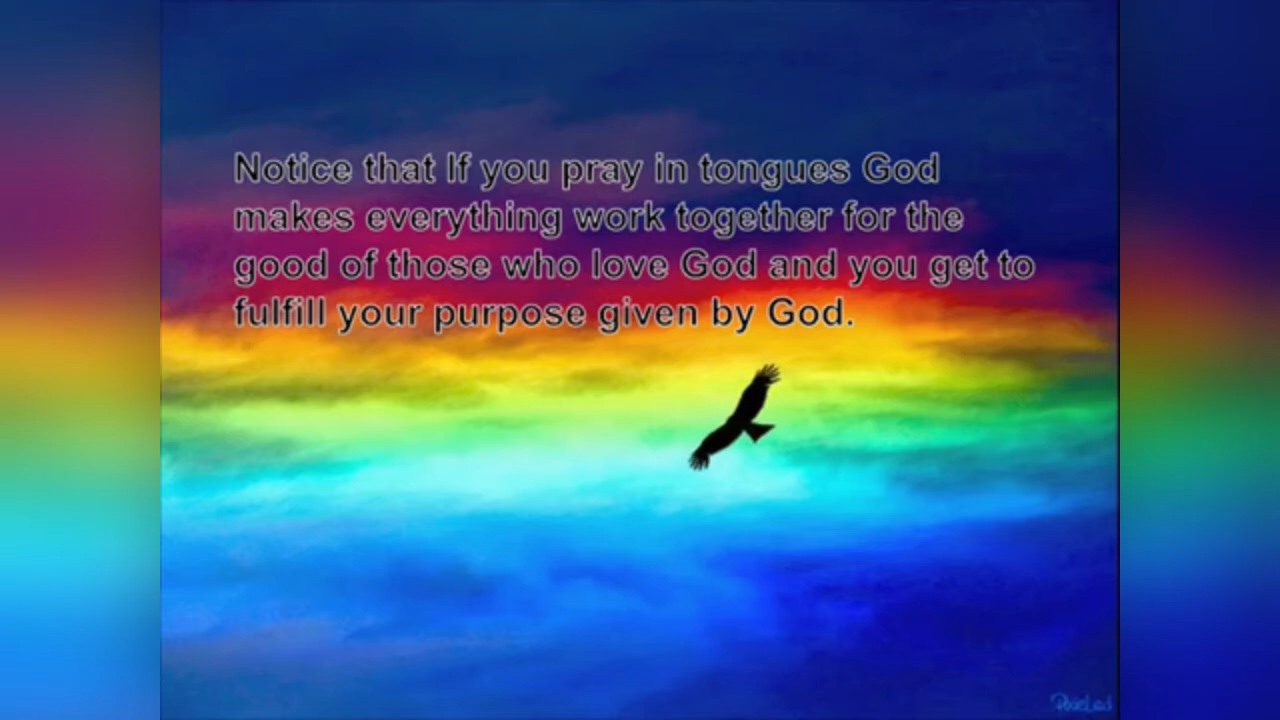 Notice that If you pray in tongues God
makes everything work together for the
good of those who love God and you get to
fulfill your purpose given by God.